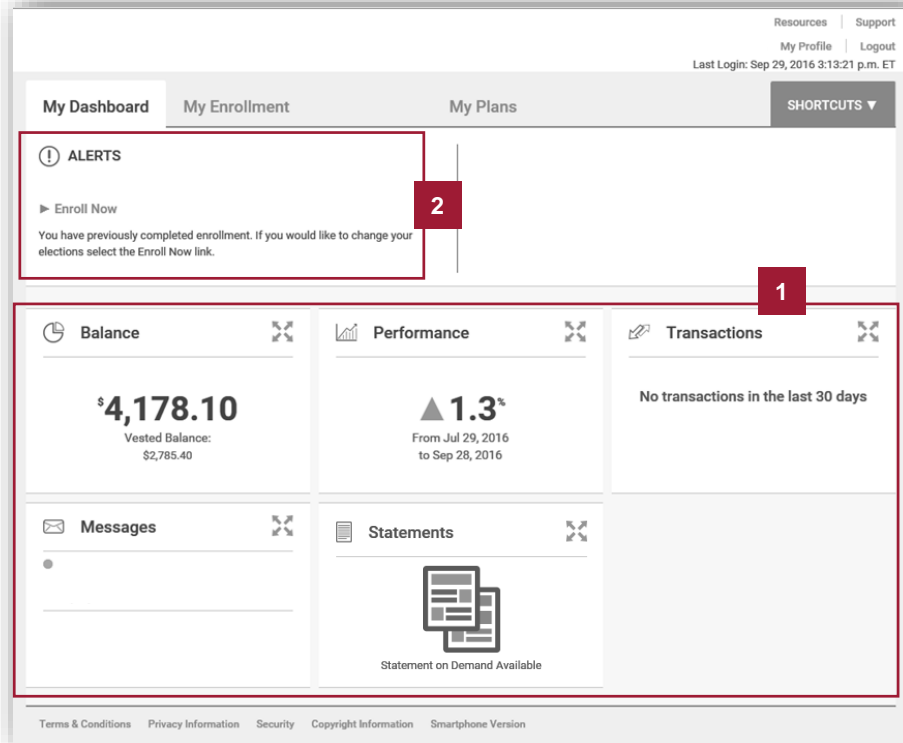 Resources Support
My Profile Logout
Last Login: Sep 29, 2016 3:13:21 p.m. ET
My Dashboard My Enrollment My Plans SHORTCUTS ▼
ALERTS
► Enroll Now
2
You have previously completed enrollment. If you would like to change your
elections select the Enroll Now link.
1
Balance Performance Transactions
$4,178.10 ▲ 1.3% No transactions in the last 30 days
Vested Balance: From Jul 29, 2016
$2,785.40 to Sep 28, 2016
Messages Statements
Statement on Demand Available
Terms & Conditions Privacy Information Security Copyright Information Smartphone Version